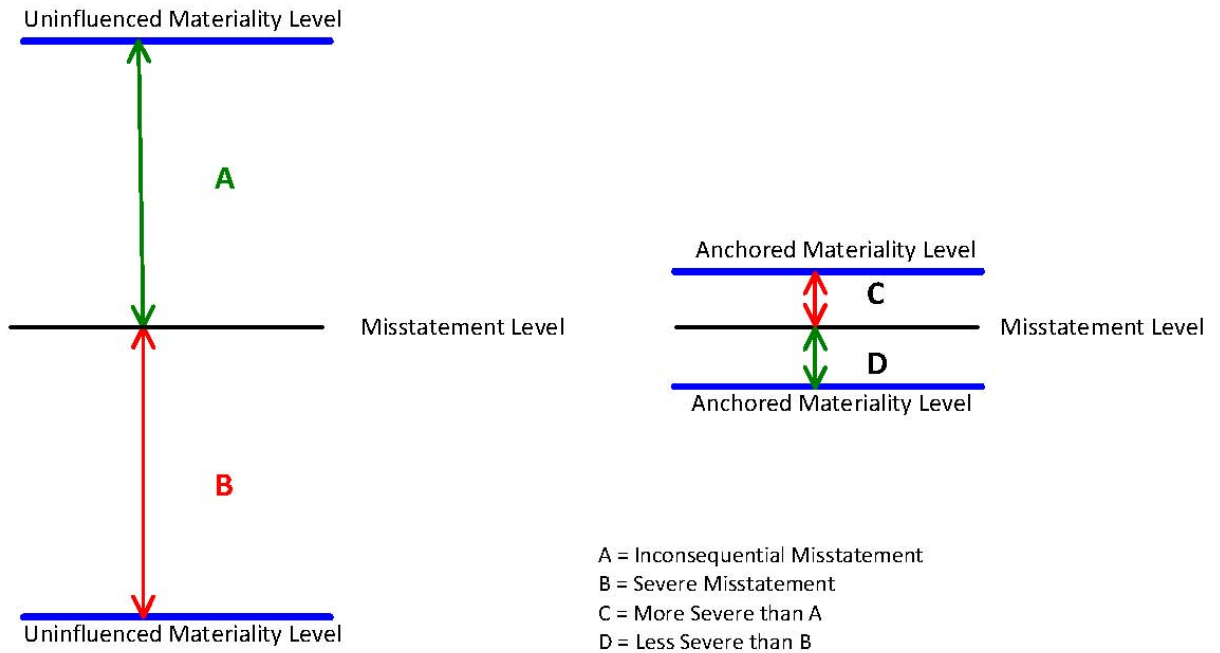 Uninfluenced Materiality Level
A
Misstatement Level
B
Uninfluenced Materiality Level
Anchored Materiality Level
C
Misstatement Level
D
Anchored Materiality Level
A = Inconsequential Misstatement
B = Severe Misstatement
C = More Severe than A
D = Less Severe than B